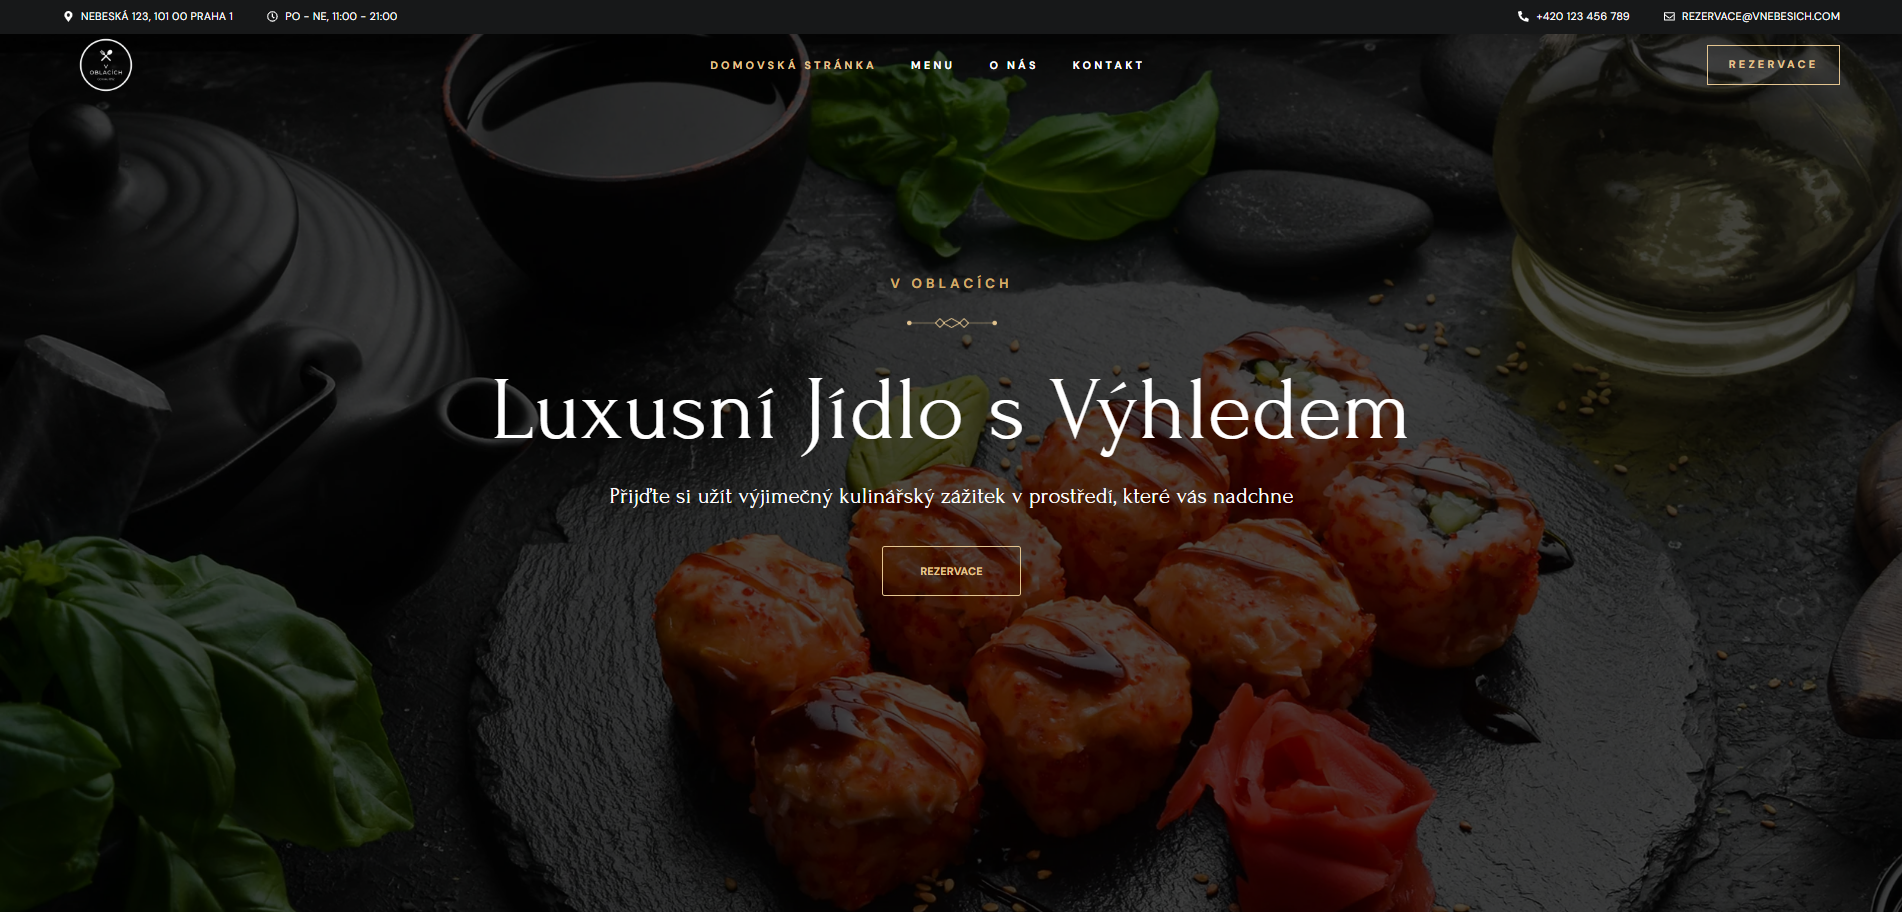 NEBESKÁ 123, 101 00 PRAHA 1
PO - NE, 11:00 - 21:00
+420 123 456 789
REZERVACE@VNEBESICH.COM
V
OBLACÍCH
DOMOVSKÁ STRÁNKA
MENU
O NÁS
KONTAKT
REZERVACE
V OBLACÍCH
Luxusní Jídlo s Výhledem
Přijďte si užít výjimečný kulinářský zážitek v prostředí, které vás nadchne
REZERVACE